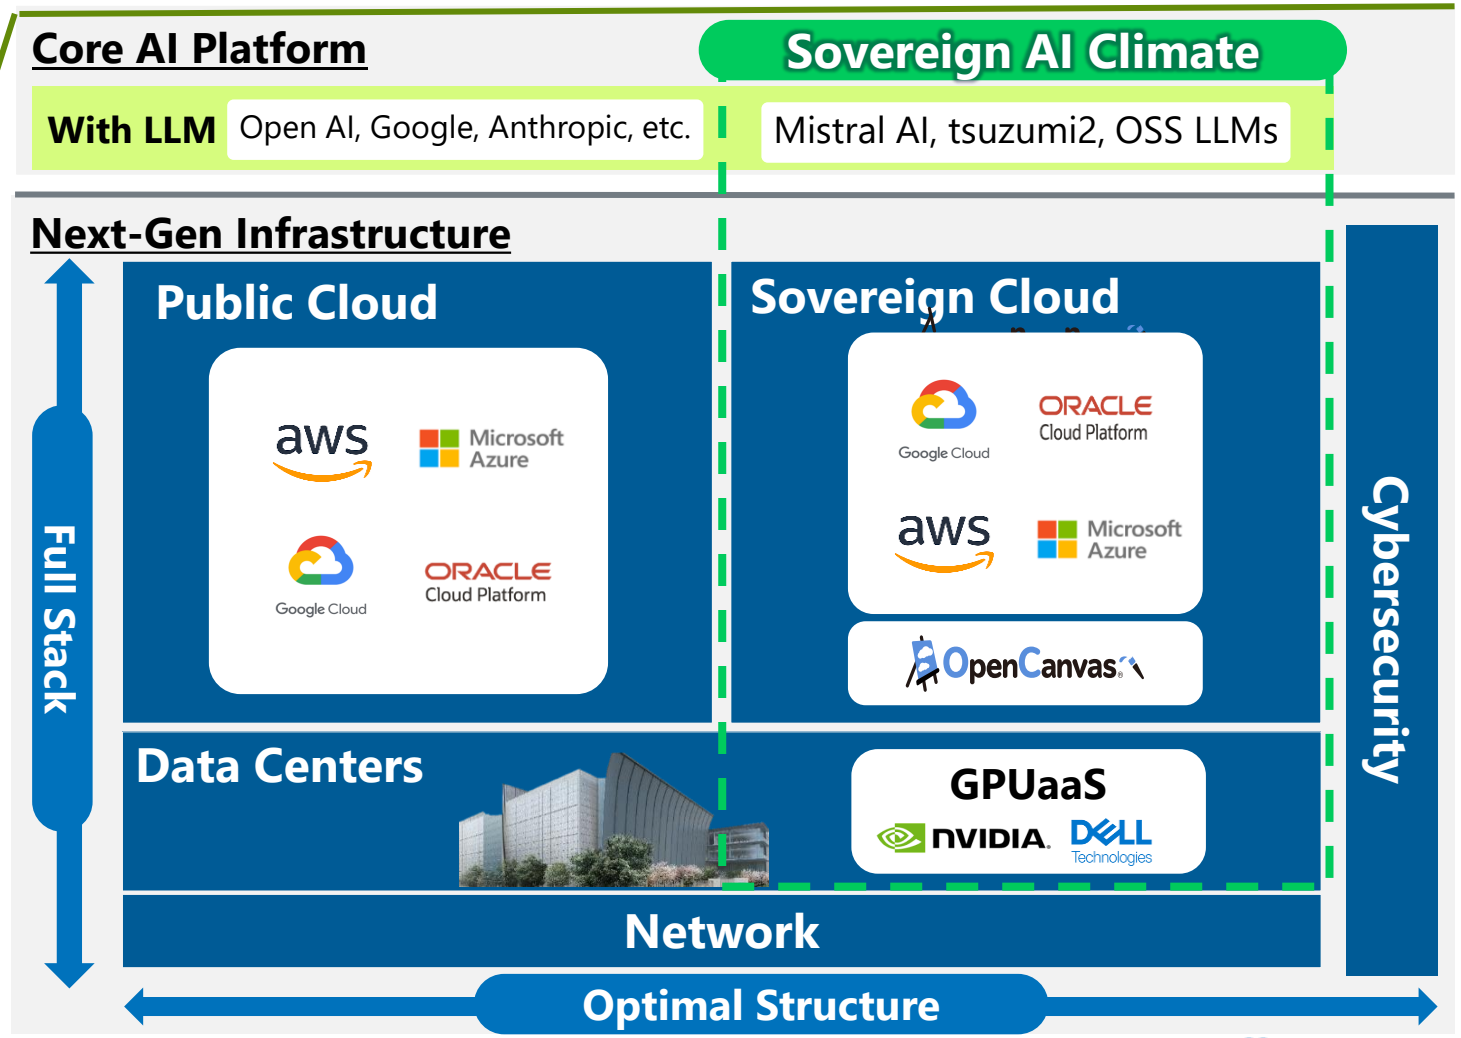 Core AI Platform
Sovereign AI Climate
With LLM
Open AI, Google, Anthropic, etc.
Mistral AI, tsuzumi2, OSS LLMs
Next-Gen Infrastructure
Public Cloud
aws
Microsoft
Azure
Google Cloud
ORACLE
Cloud Platform
Sovereign Cloud
Google Cloud
ORACLE
Cloud Platform
aws
Microsoft
Azure
OpenCanvas®
Full Stack
Cybersecurity
Data Centers
GPUaaS
NVIDIA.
DELL
Technologies
Network
Optimal Structure